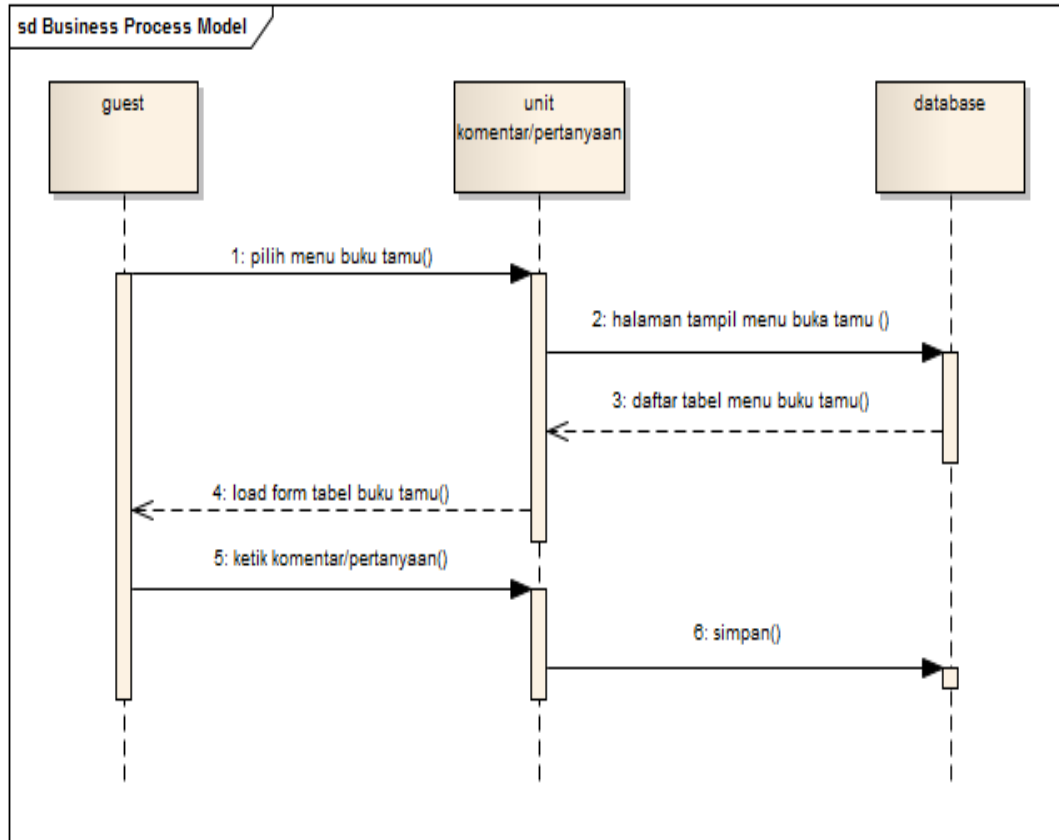 sd Business Process Model
guest
unit
komentar/pertanyaan
database
1: pilih menu buku tamu()
2: halaman tampil menu buka tamu ()
3: daftar tabel menu buku tamu()
4: load form tabel buku tamu()
5: ketik komentar/pertanyaan()
6: simpan()